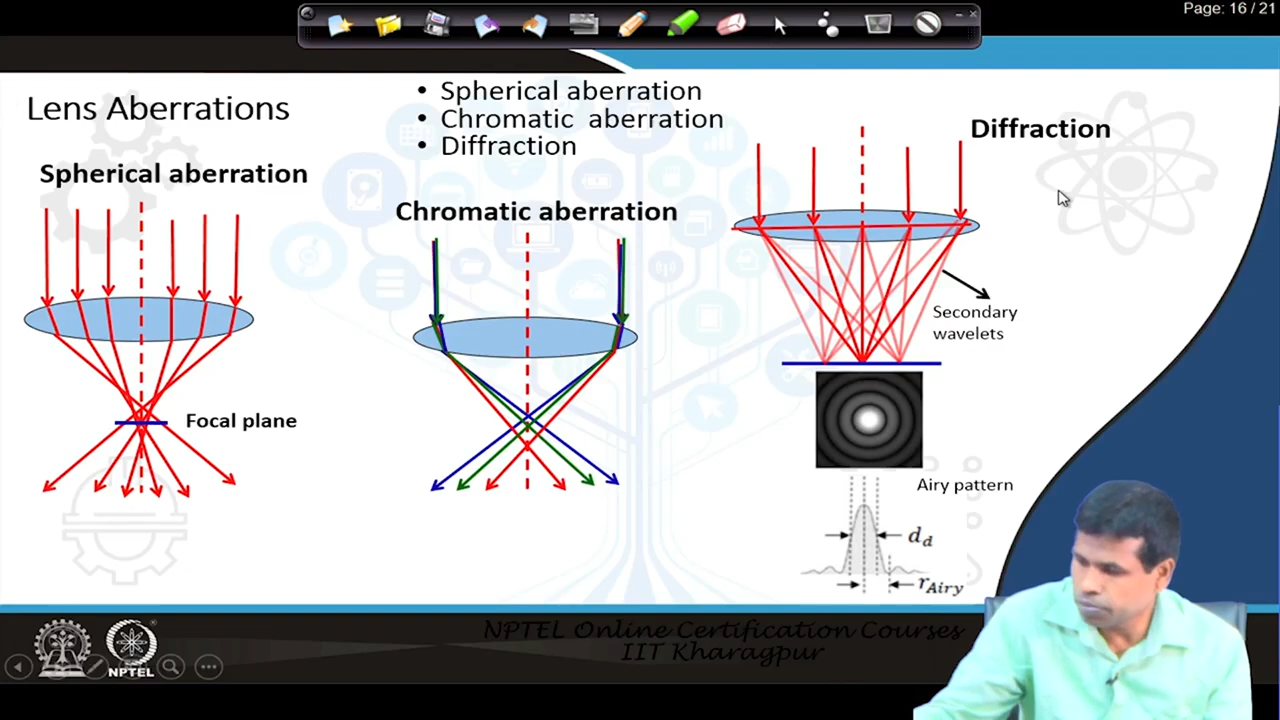 Page: 16 / 21
Lens Aberrations
• Spherical aberration
• Chromatic aberration
• Diffraction
Spherical aberration
Focal plane
Chromatic aberration
Diffraction
Secondary
wavelets
Airy pattern
d_d
r_Airy
NPTEL Online Certification Courses
IIT Kharagpur
NPTEL